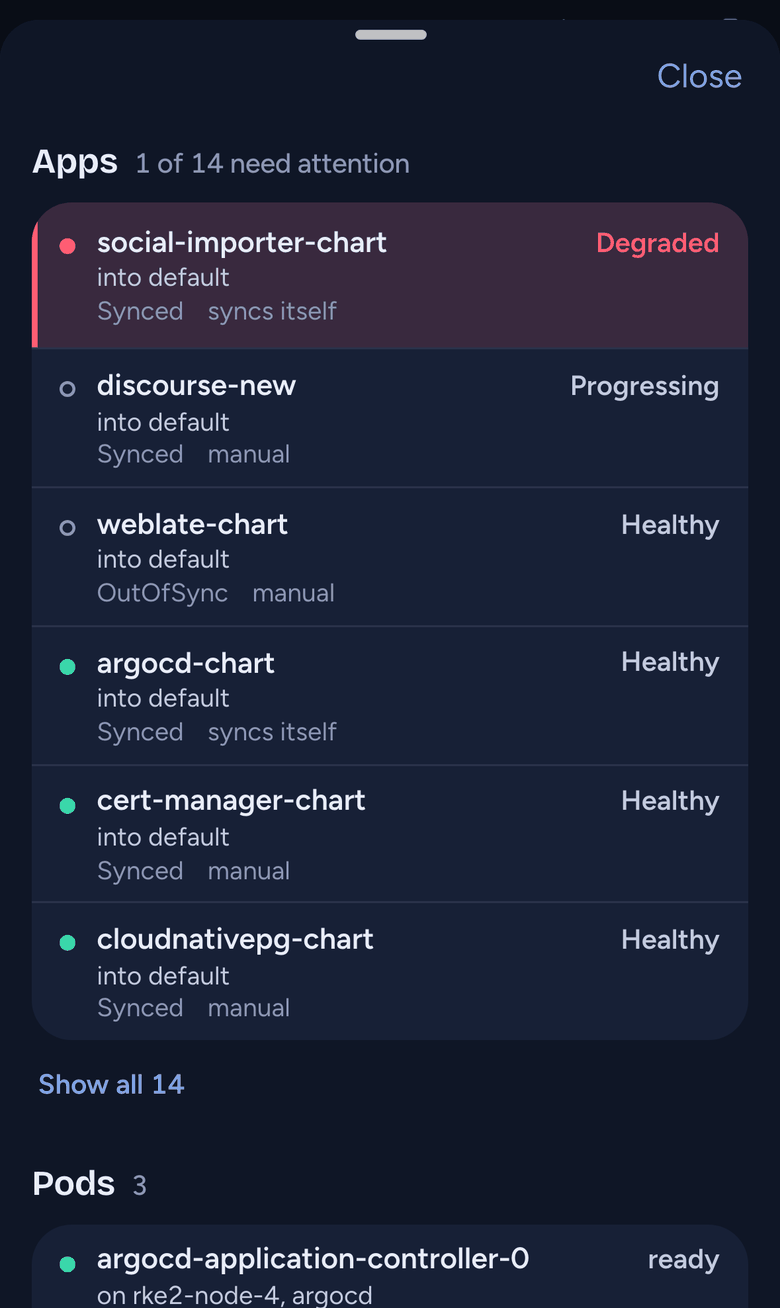 Close
Apps 1 of 14 need attention
social-importer-chart Degraded
into default
Synced syncs itself
discourse-new Progressing
into default
Synced manual
weblate-chart Healthy
into default
OutOfSync manual
argocd-chart Healthy
into default
Synced syncs itself
cert-manager-chart Healthy
into default
Synced manual
cloudnativepg-chart Healthy
into default
Synced manual
Show all 14
Pods 3
argocd-application-controller-0 ready
on rke2-node-4, argocd